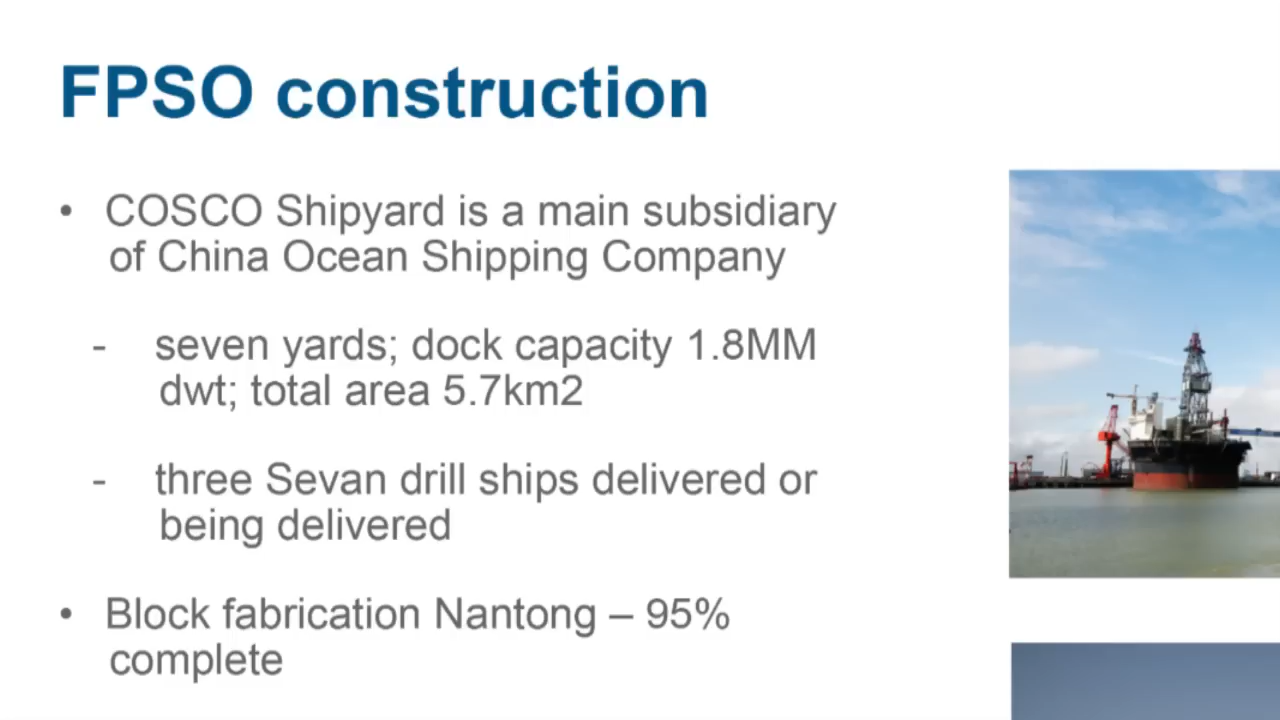 FPSO construction
• COSCO Shipyard is a main subsidiary
of China Ocean Shipping Company
- seven yards; dock capacity 1.8MM
dwt; total area 5.7km2
- three Sevan drill ships delivered or
being delivered
• Block fabrication Nantong – 95%
complete